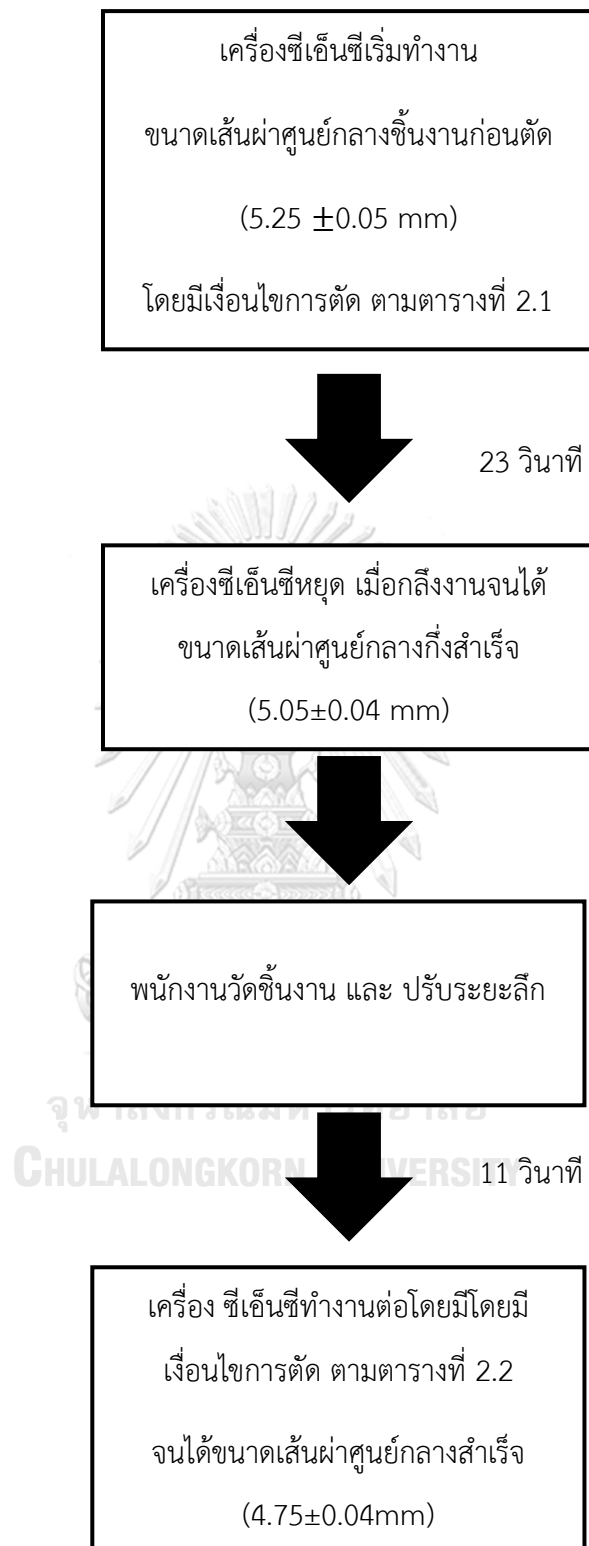 เครื่องซีเอ็นซีเริ่มทำงาน
ขนาดเส้นผ่าศูนย์กลางชิ้นงานก่อนตัด
(5.25 ±0.05 mm)
โดยมีเงื่อนไขการตัด ตามตารางที่ 2.1
23 วินาที
เครื่องซีเอ็นซีหยุด เมื่อกลึงงานจนได้
ขนาดเส้นผ่าศูนย์กลางกึ่งสำเร็จ
(5.05±0.04 mm)
พนักงานวัดชิ้นงาน และ ปรับระยะลึก
CHULALONGKORN
11 วินาที
เครื่อง ซีเอ็นซีทำงานต่อโดยมีโดยมี
เงื่อนไขการตัด ตามตารางที่ 2.2
จนได้ขนาดเส้นผ่าศูนย์กลางสำเร็จ
(4.75±0.04mm)